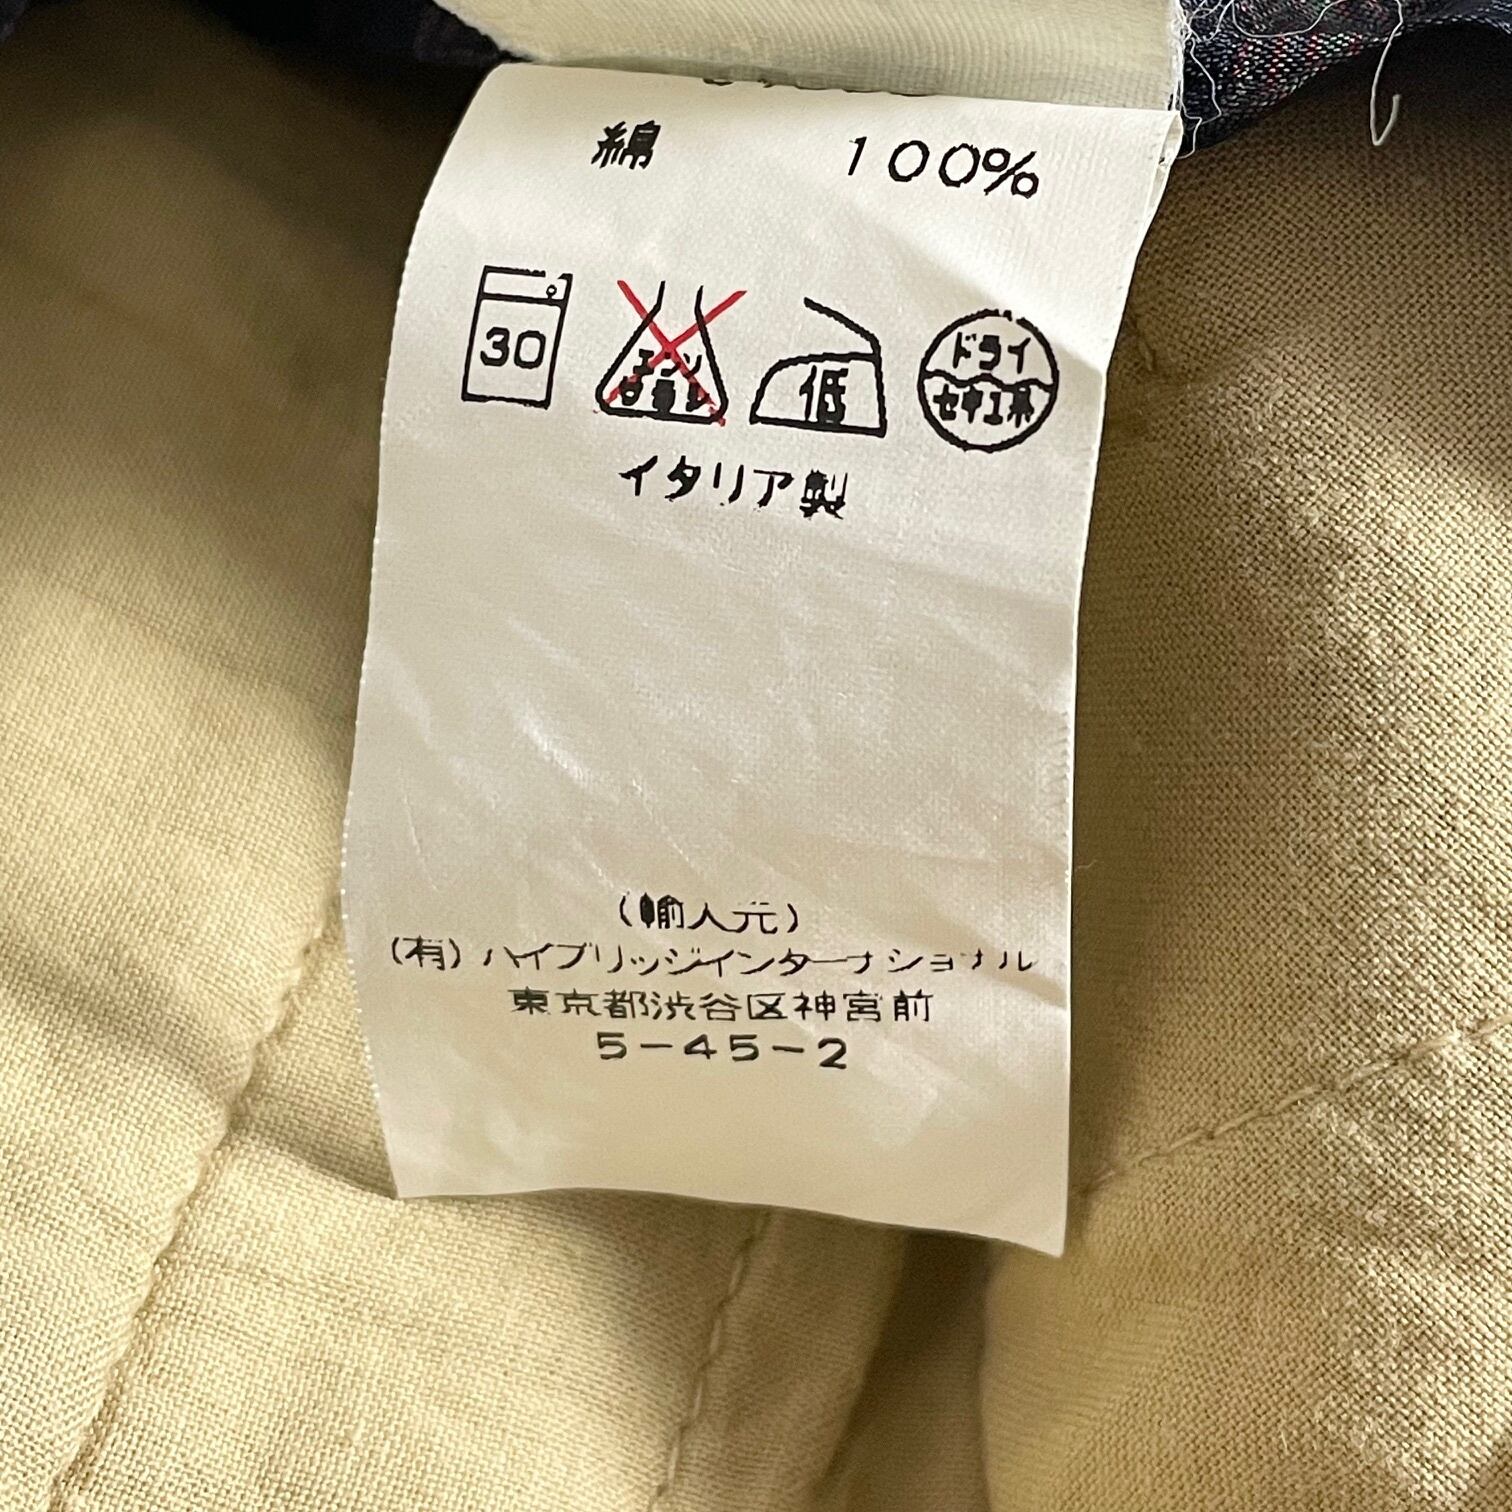 綿 100%
30 エンソサラシ 低 ドライ
セキユ系
イタリア製
(輸入元)
(有)ハイブリッジインターナショナル
東京都渋谷区神宮前
5-45-2